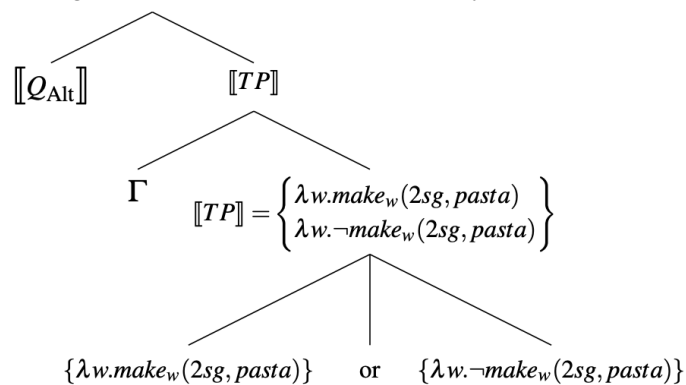 ⟦Q_Alt⟧ ⟦TP⟧
Γ
⟦TP⟧ = { λw.make_w(2sg, pasta)
λw.¬make_w(2sg, pasta) }
{λw.make_w(2sg, pasta)} or {λw.¬make_w(2sg, pasta)}